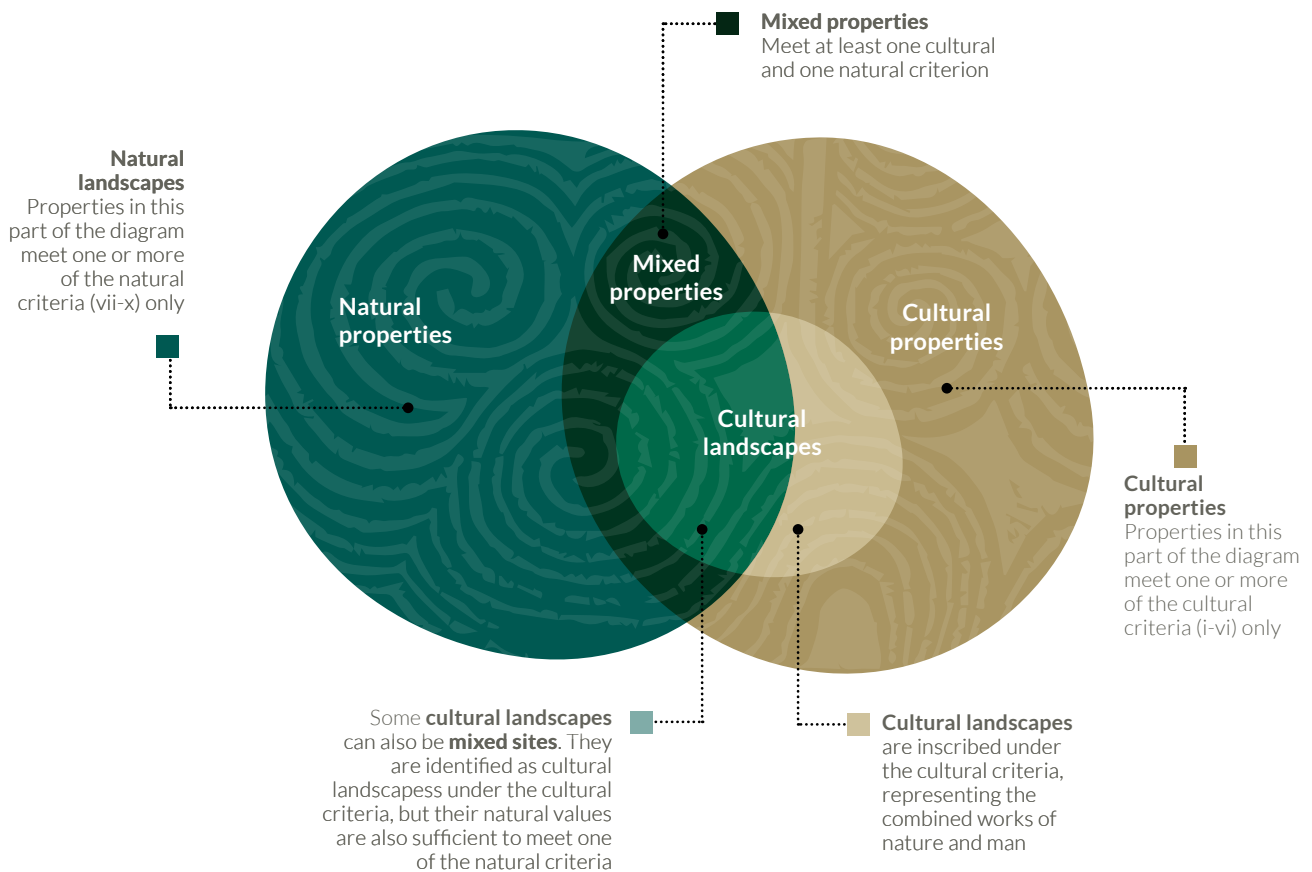 Mixed properties
Meet at least one cultural
and one natural criterion
Natural
landscapes
Properties in this
part of the diagram
meet one or more
of the natural
criteria (vii-x) only
Mixed
properties
Natural
properties
Cultural
properties
Cultural
landscapes
Cultural
properties
Properties in this
part of the diagram
meet one or more
of the cultural
criteria (i-vi) only
Some cultural landscapes
can also be mixed sites. They
are identified as cultural
landscapess under the cultural
criteria, but their natural values
are also sufficient to meet one
of the natural criteria
Cultural landscapes
are inscribed under
the cultural criteria,
representing the
combined works of
nature and man